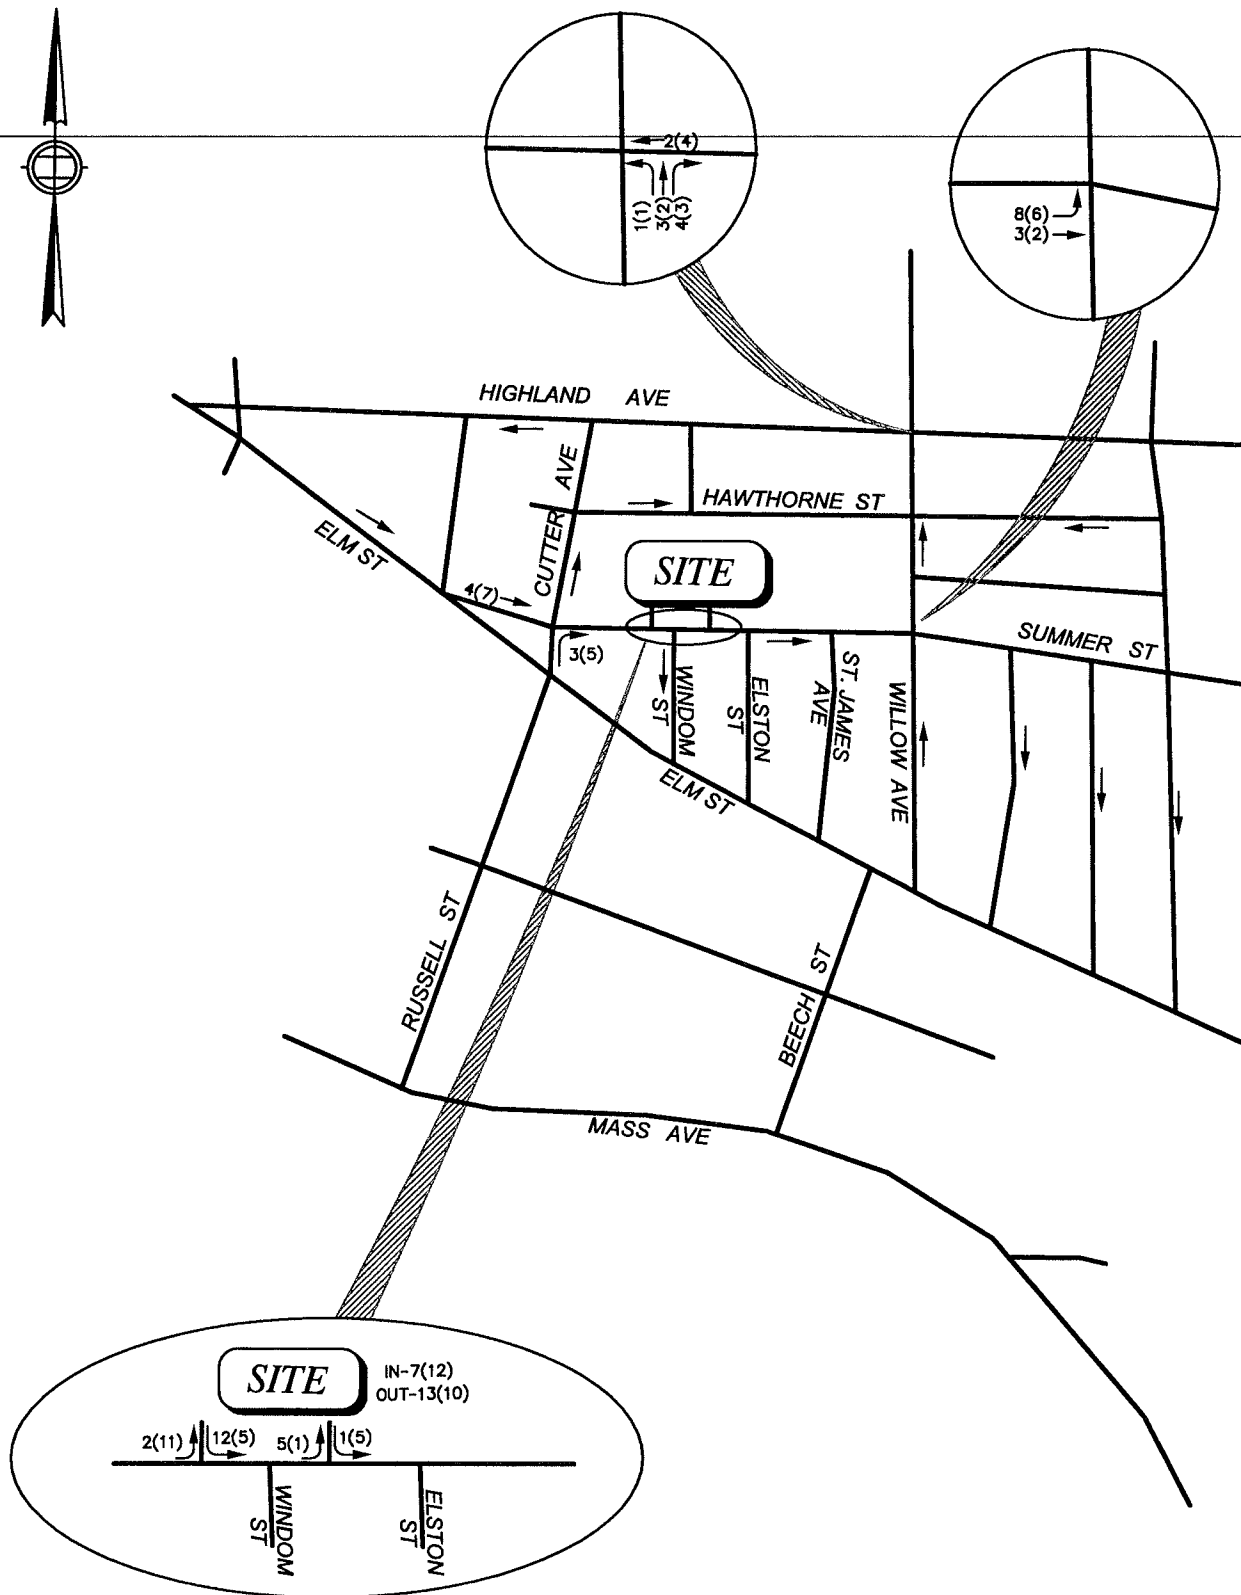 2(4)
1(1)
3(2)
4(3)
8(6)
3(2)
HIGHLAND AVE
CUTTER AVE
HAWTHORNE ST
ELM ST
SITE
4(7)
3(5)
SUMMER ST
WINDOM ST
ELSTON ST
ST. JAMES AVE
WILLOW AVE
ELM ST
RUSSELL ST
BEECH ST
MASS AVE
SITE
IN-7(12)
OUT-13(10)
2(11)
12(5)
5(1)
1(5)
WINDOM ST
ELSTON ST